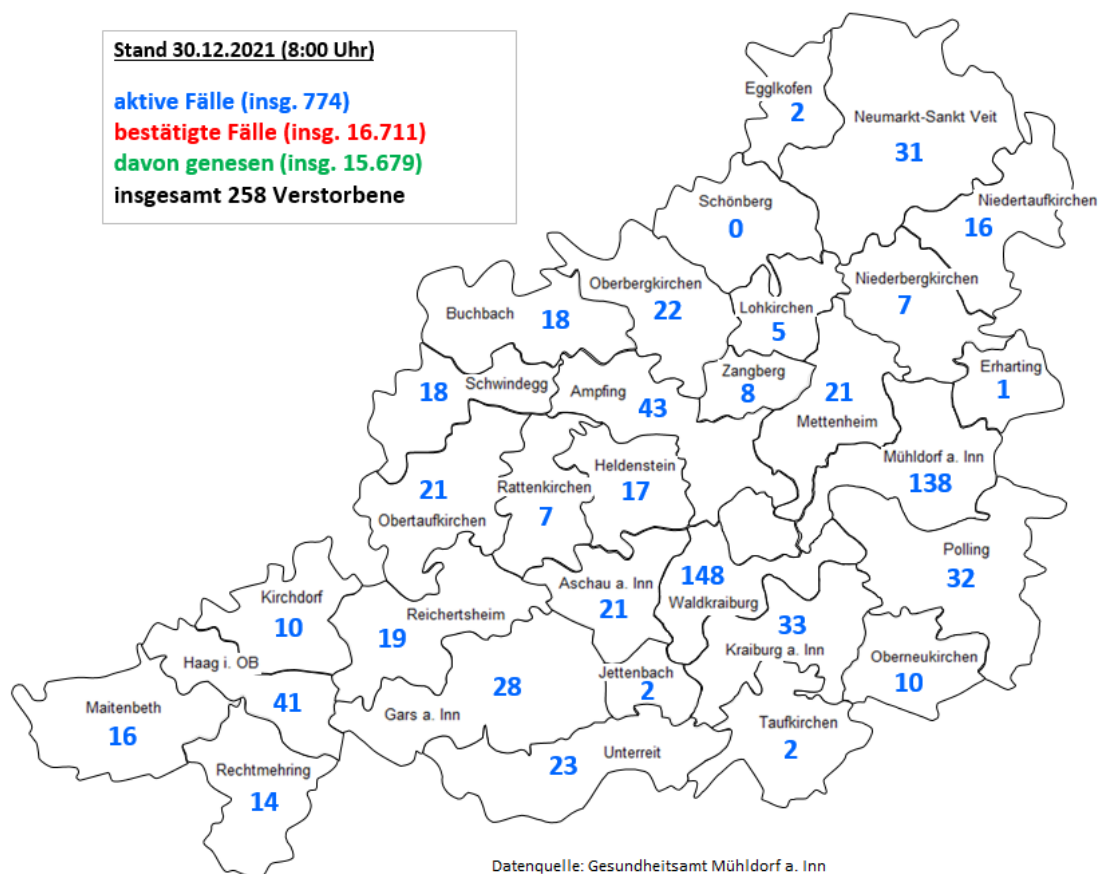 Stand 30.12.2021 (8:00 Uhr)
aktive Fälle (insg. 774)
bestätigte Fälle (insg. 16.711)
davon genesen (insg. 15.679)
insgesamt 258 Verstorbene
Egglkofen
2
Neumarkt-Sankt Veit
31
Schönberg
0
Niedertaufkirchen
16
Oberbergkirchen
22
Niederbergkirchen
7
Buchbach
18
Lohkirchen
5
Schwindegg
18
Ampfing
43
Zangberg
8
21
Mettenheim
Erharting
1
Mühldorf a. Inn
138
21
Obertaufkirchen
Rattenkirchen
7
Heldenstein
17
Polling
32
Kirchdorf
10
Reichertsheim
19
Aschau a. Inn
21
148
Waldkraiburg
33
Kraiburg a. Inn
Oberneukirchen
10
Haag i. OB
41
Maitenbeth
16
Gars a. Inn
28
Jettenbach
2
Taufkirchen
2
Rechtmehring
14
Unterreit
23
Datenquelle: Gesundheitsamt Mühldorf a. Inn